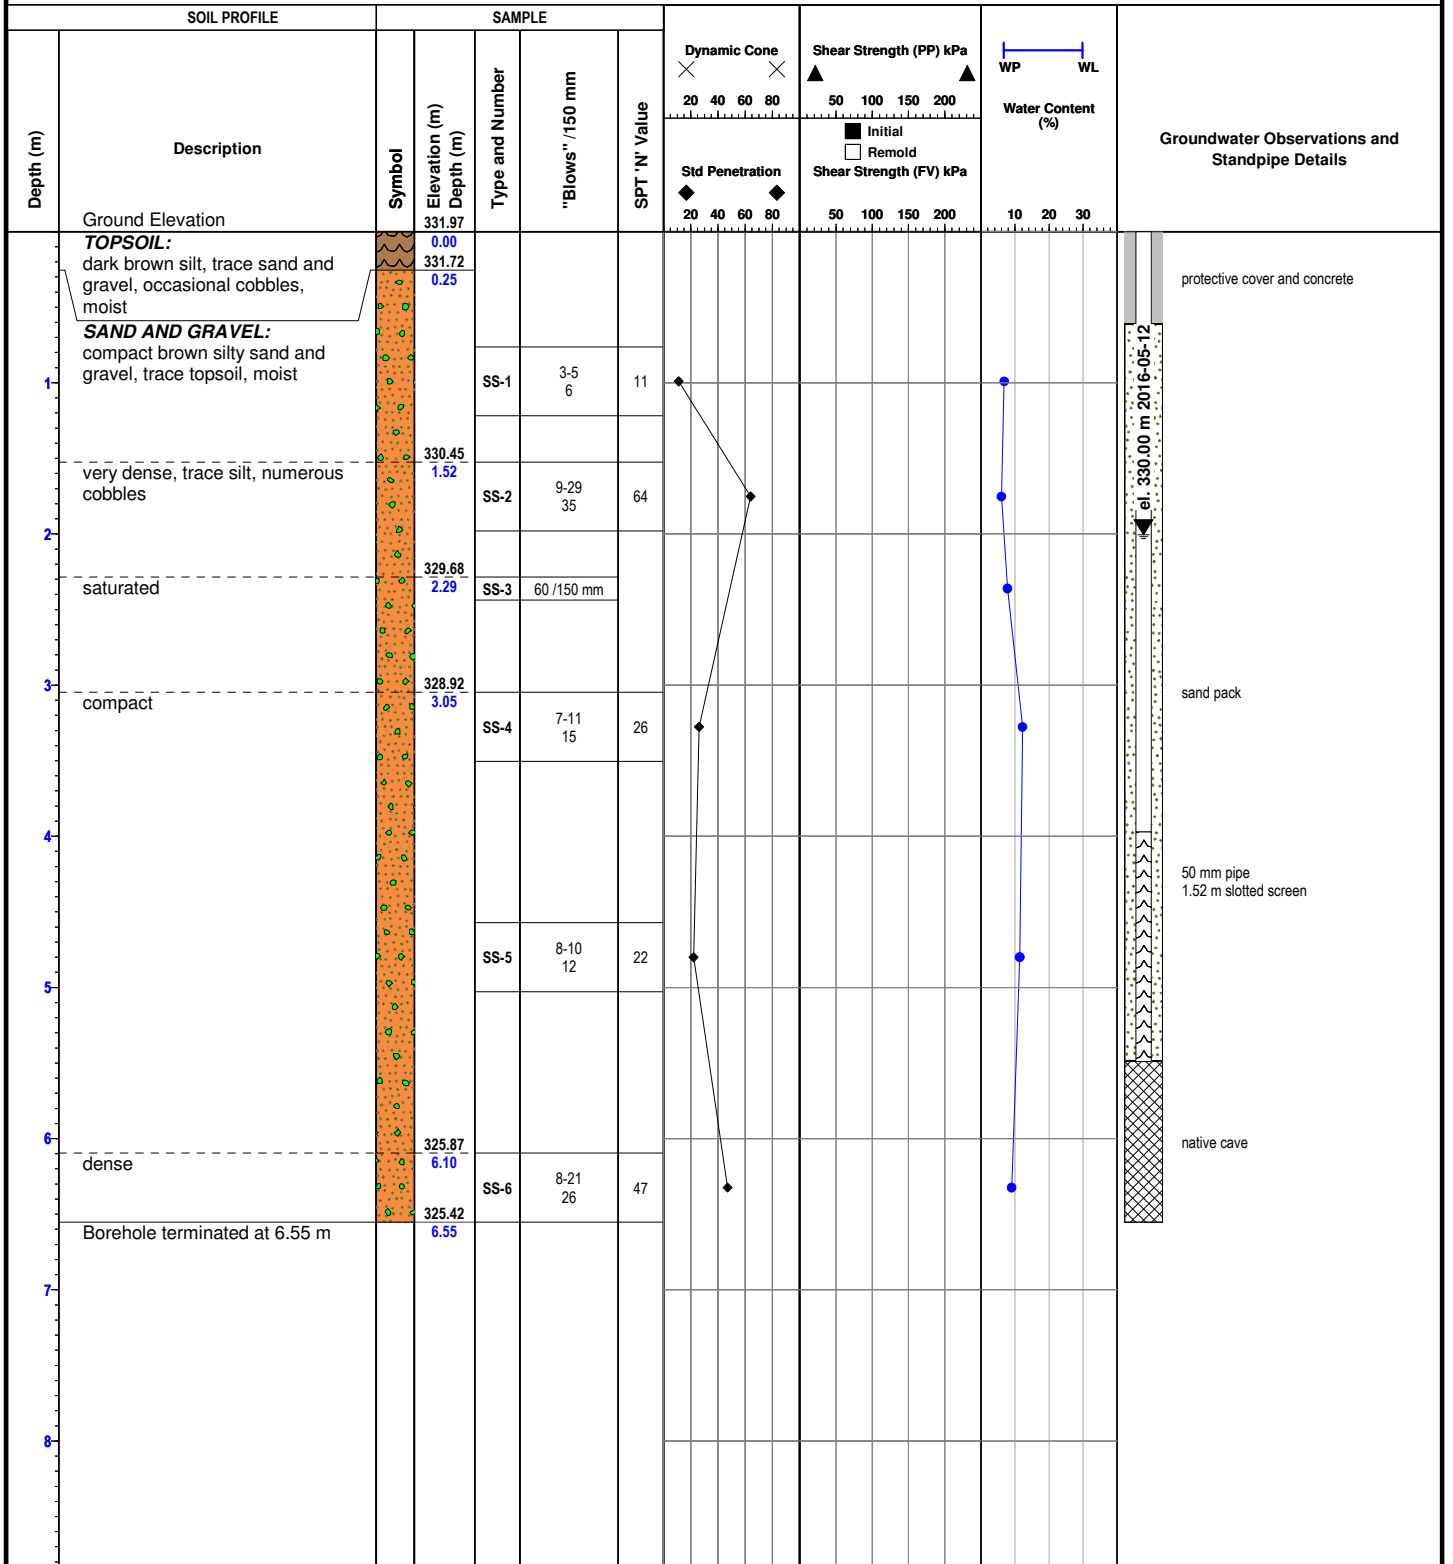 SOIL PROFILE
SAMPLE
Depth (m)
Description
Symbol
Elevation (m)
Depth (m)
Type and Number
"Blows" /150 mm
SPT 'N' Value
Dynamic Cone
20 40 60 80
Std Penetration
20 40 60 80
Shear Strength (PP) kPa
50 100 150 200
Initial
Remold
Shear Strength (FV) kPa
50 100 150 200
WP WL
Water Content
(%)
10 20 30
Groundwater Observations and
Standpipe Details
Ground Elevation
331.97
TOPSOIL:
0.00
dark brown silt, trace sand and
331.72
gravel, occasional cobbles,
0.25
moist
protective cover and concrete
SAND AND GRAVEL:
compact brown silty sand and
gravel, trace topsoil, moist
1
SS-1
3-5
6
11
el. 330.00 m 2016-05-12
330.45
very dense, trace silt, numerous
1.52
cobbles
SS-2
9-29
35
64
2
329.68
saturated
2.29
SS-3
60 /150 mm
3
328.92
compact
3.05
sand pack
SS-4
7-11
15
26
4
50 mm pipe
1.52 m slotted screen
SS-5
8-10
12
22
5
6
325.87
native cave
dense
6.10
SS-6
8-21
26
47
325.42
Borehole terminated at 6.55 m
6.55
7
8